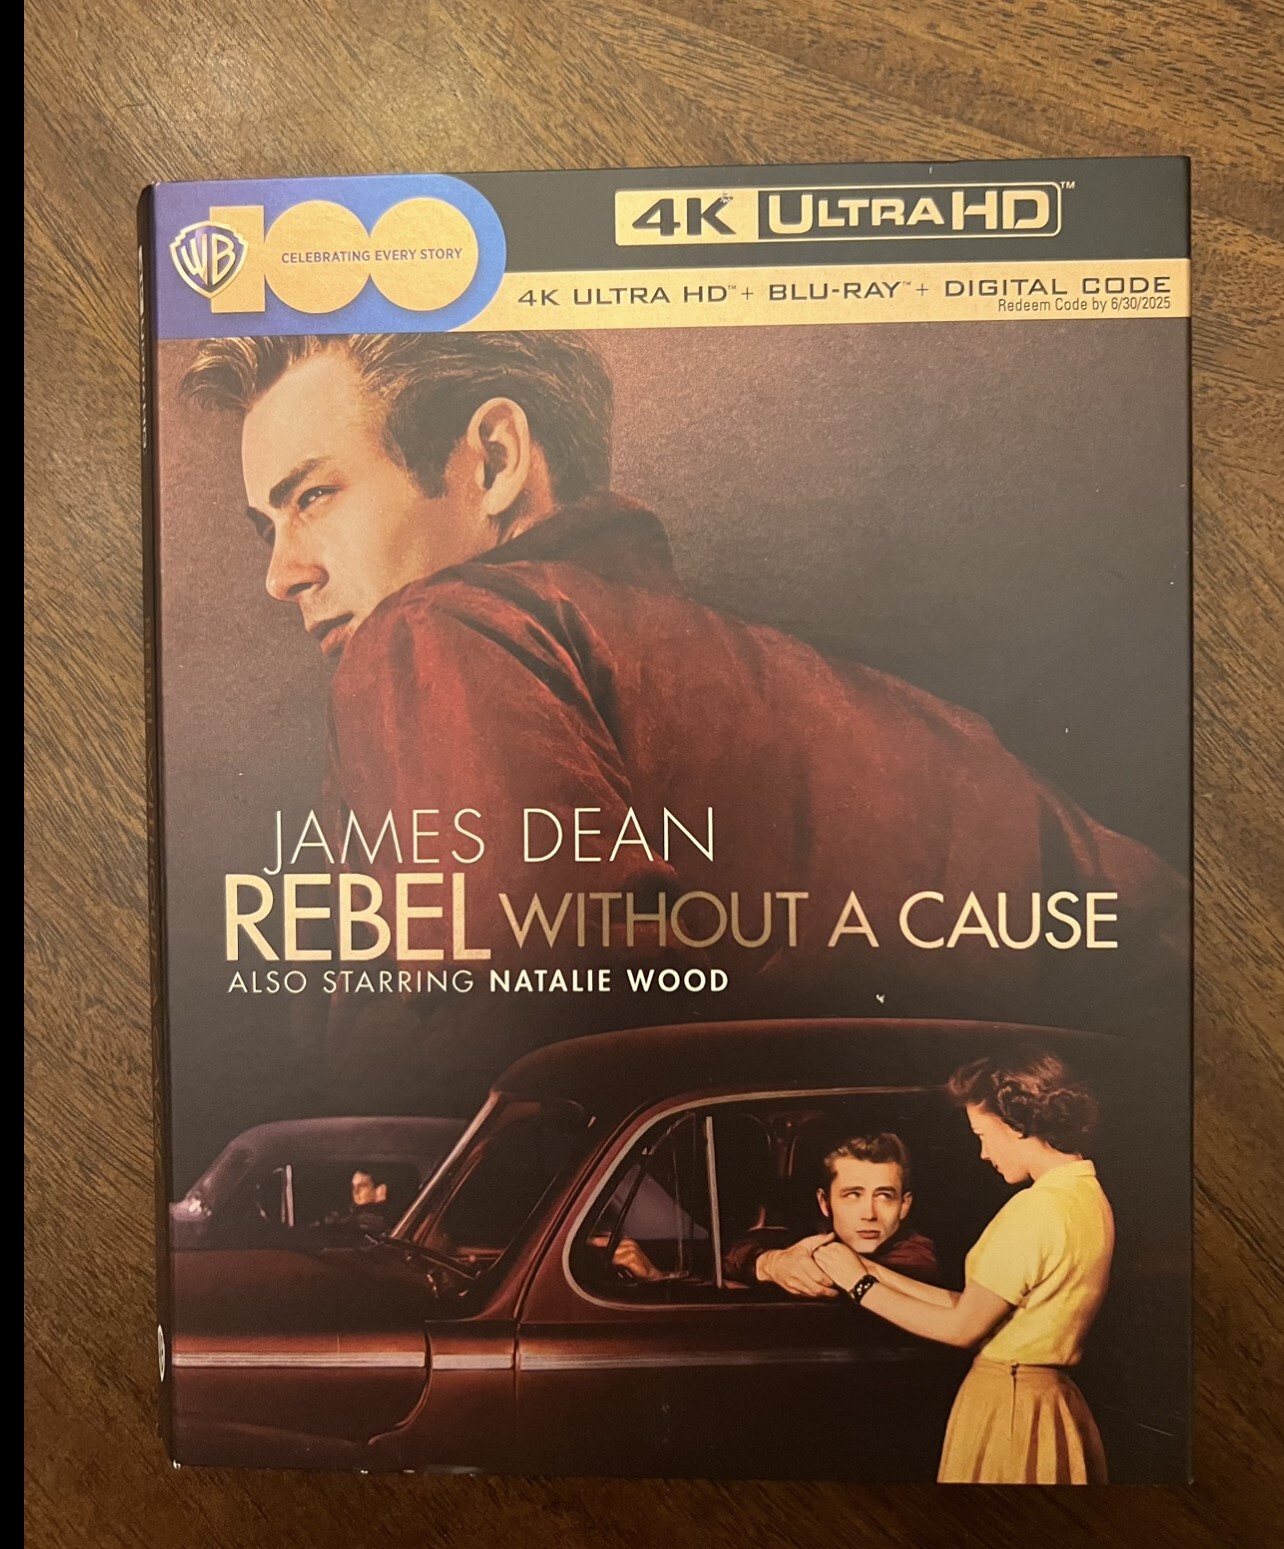 WB 100
CELEBRATING EVERY STORY
4K ULTRA HD™
4K ULTRA HD™ + BLU-RAY™ + DIGITAL CODE
Redeem Code by 6/30/2025
JAMES DEAN
REBEL WITHOUT A CAUSE
ALSO STARRING NATALIE WOOD